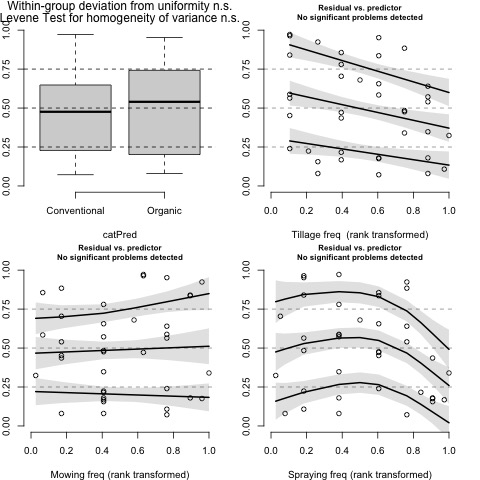 Within-group deviation from uniformity n.s.
Levene Test for homogeneity of variance n.s.
0.00 0.25 0.50 0.75 1.00
Conventional Organic
catPred
Residual vs. predictor
No significant problems detected
0.00 0.25 0.50 0.75 1.00
0.0 0.2 0.4 0.6 0.8 1.0
Tillage freq (rank transformed)
Residual vs. predictor
No significant problems detected
0.00 0.25 0.50 0.75 1.00
0.0 0.2 0.4 0.6 0.8 1.0
Mowing freq (rank transformed)
Residual vs. predictor
No significant problems detected
0.00 0.25 0.50 0.75 1.00
0.0 0.2 0.4 0.6 0.8 1.0
Spraying freq (rank transformed)